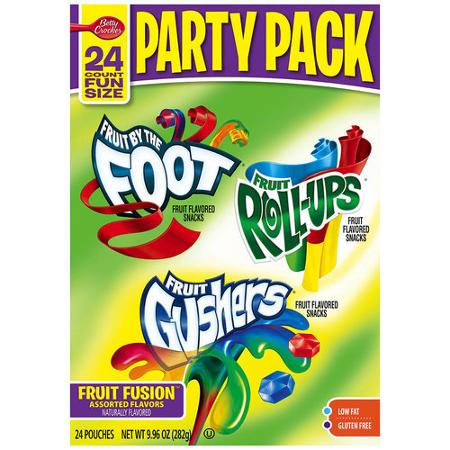 Betty
Crocker
24
COUNT
FUN
SIZE
PARTY PACK
FRUIT BY THE
FOOT
FRUIT FLAVORED
SNACKS
FRUIT
ROLL-UPS
FRUIT
FLAVORED
SNACKS
FRUIT
GUSHERS
FRUIT FLAVORED
SNACKS
FRUIT FUSION
ASSORTED FLAVORS
NATURALLY FLAVORED
LOW FAT
GLUTEN FREE
24 POUCHES NET WT 9.96 OZ (282g) U